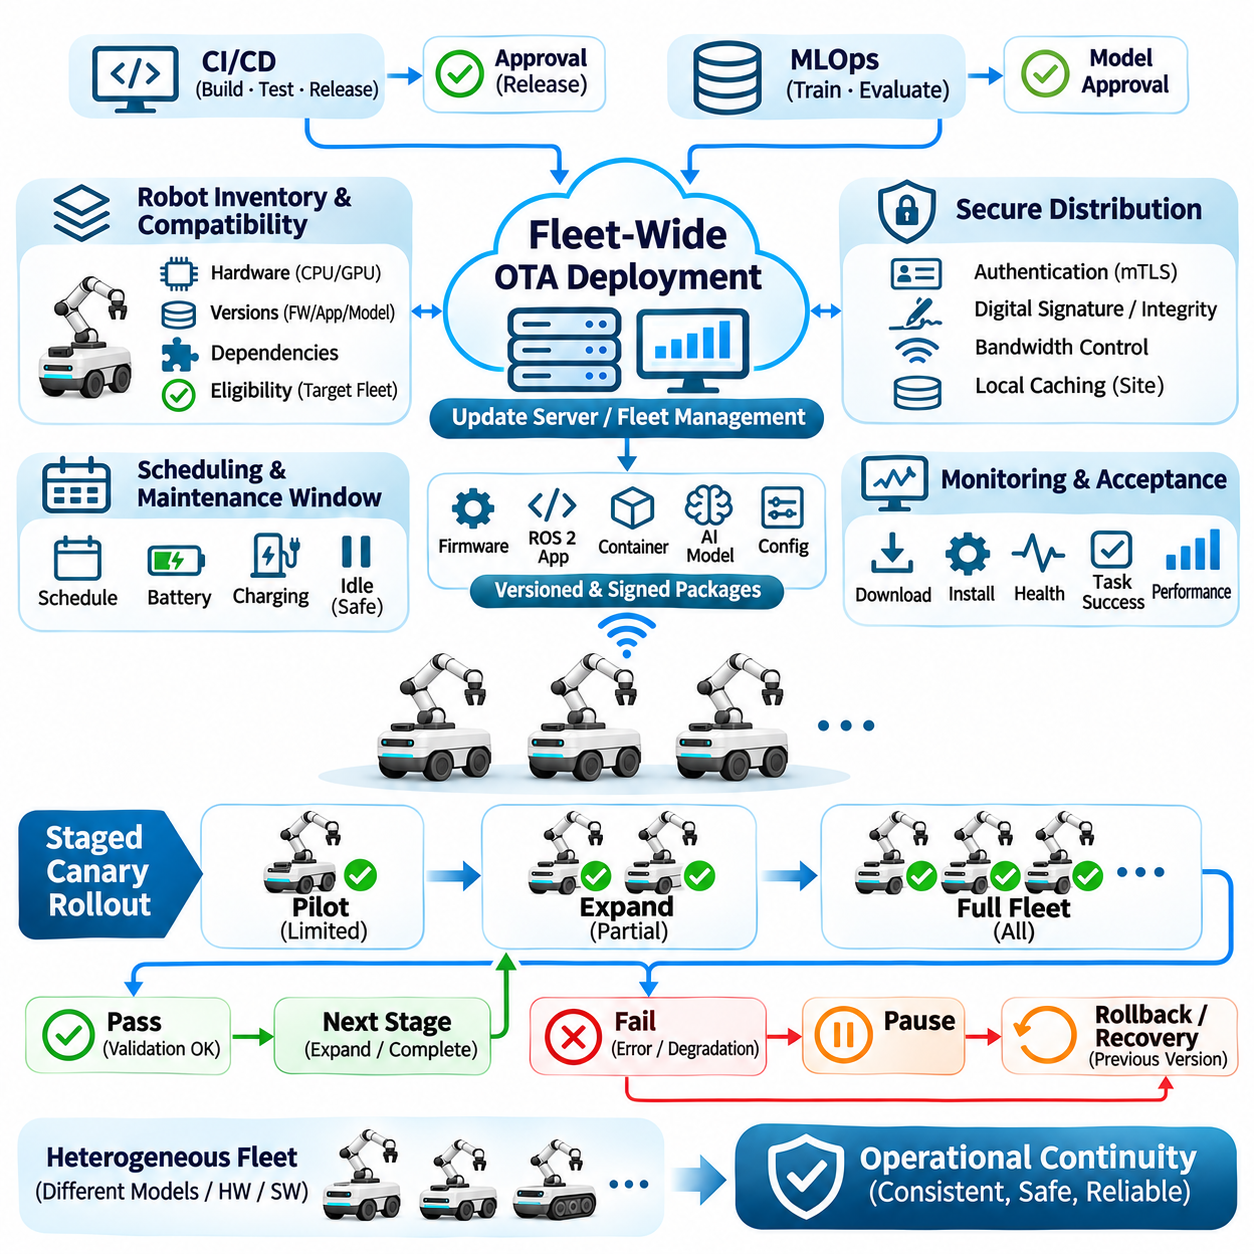 CI/CD
(Build · Test · Release)
Approval
(Release)
MLOps
(Train · Evaluate)
Model
Approval
Robot Inventory &
Compatibility
Hardware (CPU/GPU)
Versions (FW/App/Model)
Dependencies
Eligibility (Target Fleet)
Fleet-Wide
OTA Deployment
Update Server / Fleet Management
Secure Distribution
Authentication (mTLS)
Digital Signature / Integrity
Bandwidth Control
Local Caching (Site)
Scheduling &
Maintenance Window
Schedule
Battery
Charging
Idle
(Safe)
Firmware
ROS 2
App
Container
AI
Model
Config
Versioned & Signed Packages
Monitoring & Acceptance
Download
Install
Health
Task
Success
Performance
Staged
Canary
Rollout
Pilot
(Limited)
Expand
(Partial)
Full Fleet
(All)
Pass
(Validation OK)
Next Stage
(Expand / Complete)
Fail
(Error / Degradation)
Pause
Rollback /
Recovery
(Previous Version)
Heterogeneous Fleet
(Different Models / HW / SW)
Operational Continuity
(Consistent, Safe, Reliable)